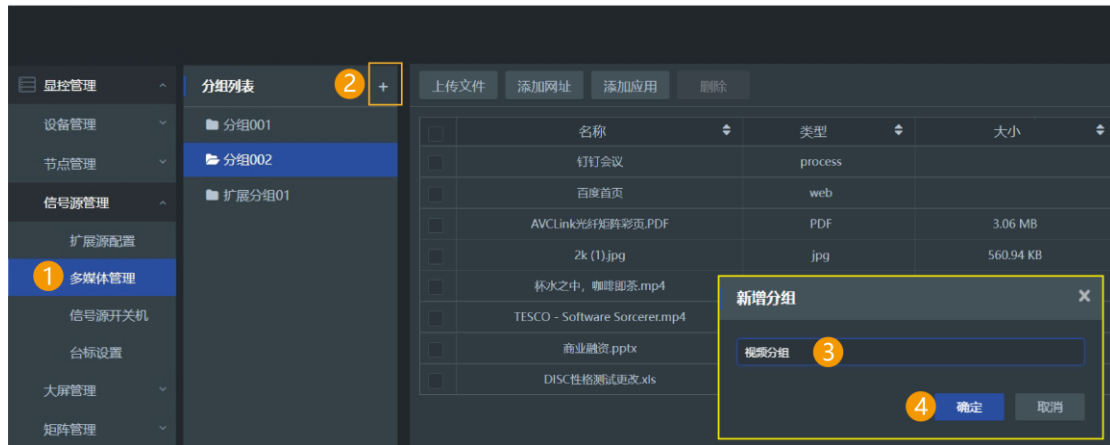 显控管理
设备管理
节点管理
信号源管理
扩展源配置
1 多媒体管理
信号源开关机
台标设置
大屏管理
矩阵管理
分组列表 2 +
分组001
分组002
扩展分组01
上传文件 添加网址 添加应用 删除
名称 类型 大小
钉钉会议 process
百度首页 web
AVCLink光纤矩阵彩页.PDF PDF 3.06 MB
2k (1).jpg jpg 560.94 KB
杯水之中，咖啡即茶.mp4
TESCO - Software Sorcerer.mp4
商业融资.pptx
DISC性格测试更改.xls
新增分组 ×
视频分组 3
4 确定 取消